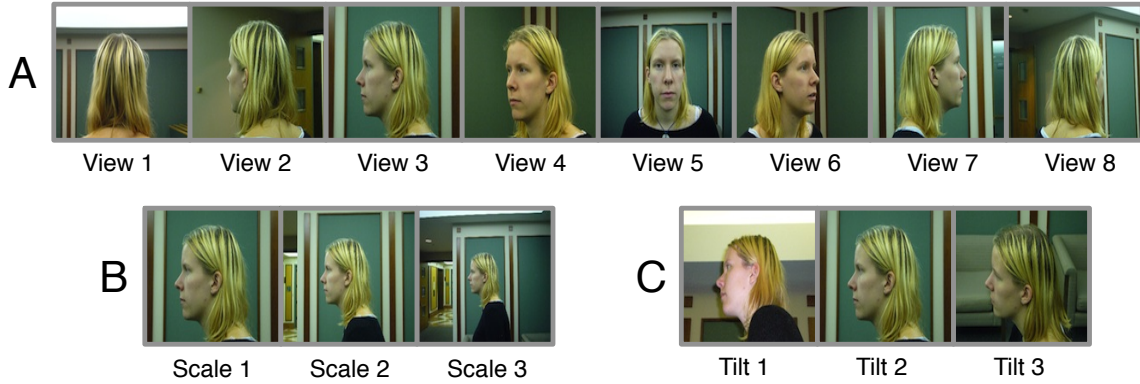 A
View 1 View 2 View 3 View 4 View 5 View 6 View 7 View 8
B
Scale 1 Scale 2 Scale 3
C
Tilt 1 Tilt 2 Tilt 3